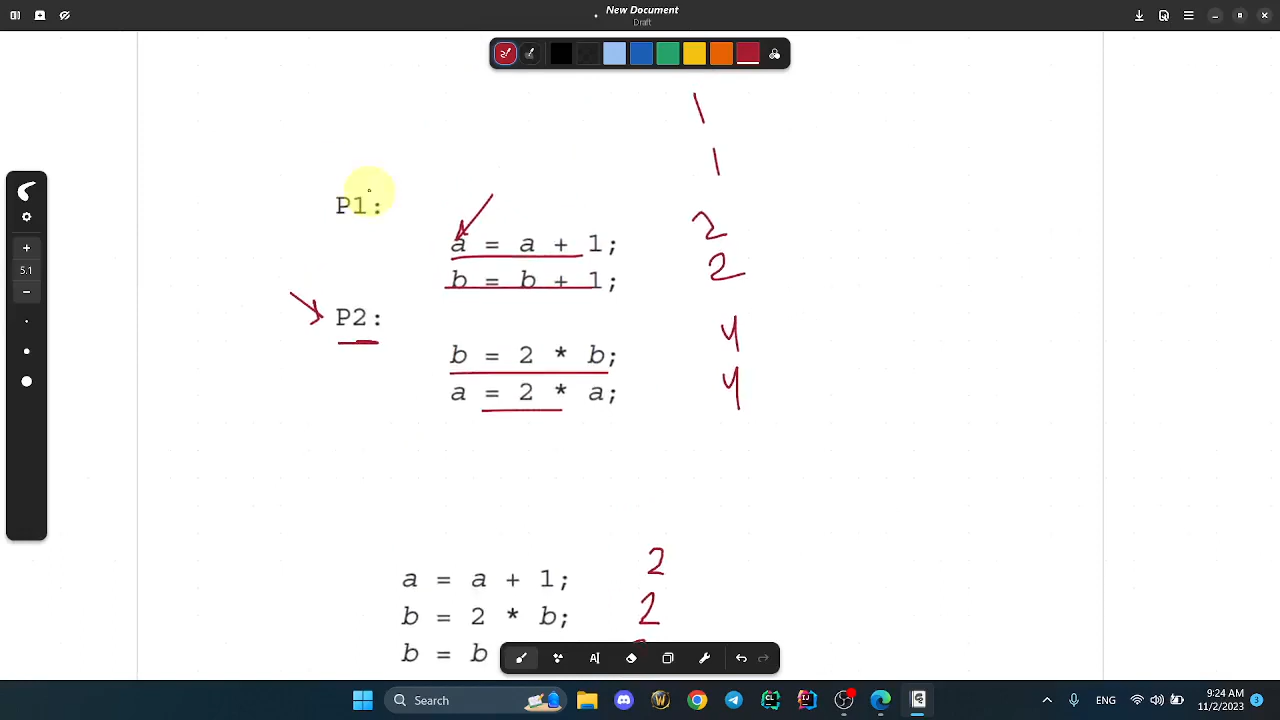 New Document
Draft
5.1
1
1
P1:
a = a + 1; 2
b = b + 1; 2
P2:
b = 2 * b; 4
a = 2 * a; 4
a = a + 1; 2
b = 2 * b; 2
b = b
Search
ENG
9:24 AM
11/2/2023
3